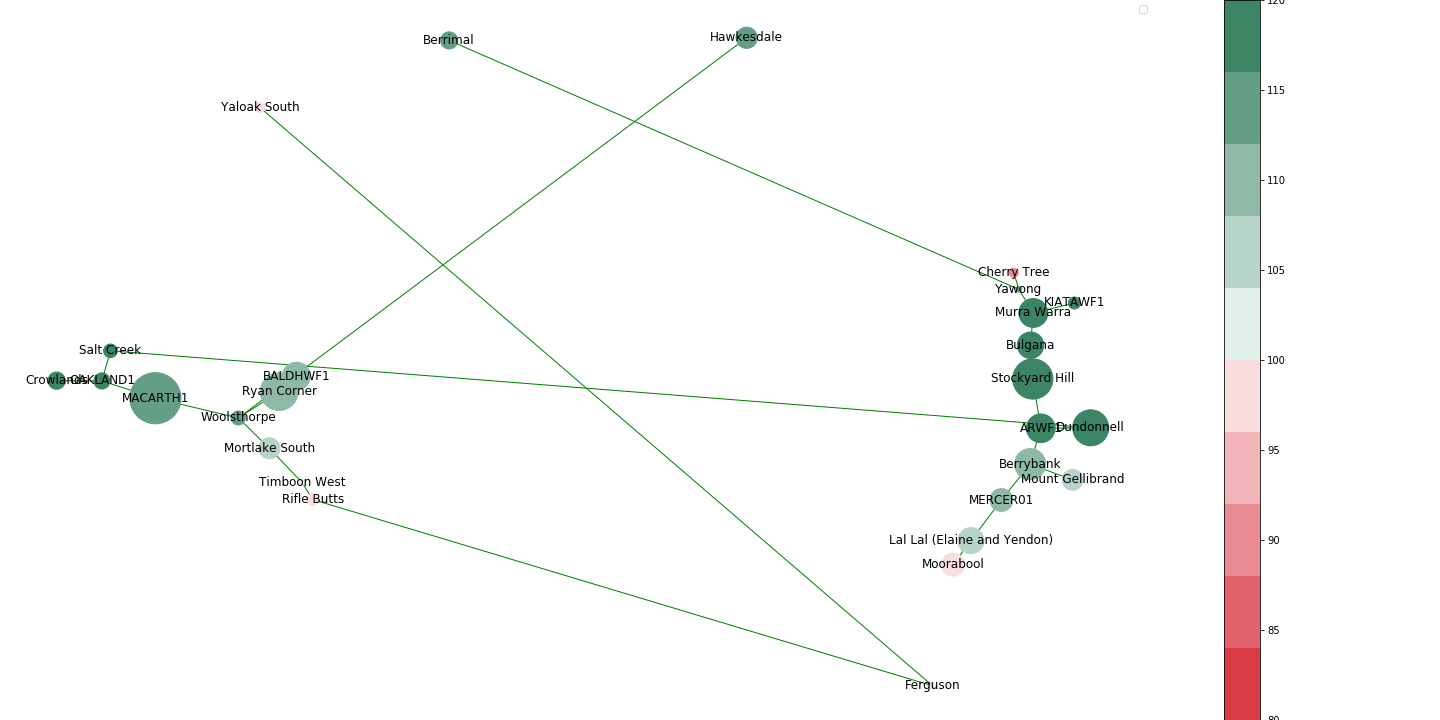 Berrimal
Hawkesdale
Yaloak South
Cherry Tree
Yawong
KIATAWF1
Murra Warra
Bulgana
Salt Creek
Crowlands
OAKLAND1
BALDHWF1
Stockyard Hill
Ryan Corner
MACARTH1
Woolsthorpe
ARWF1
Dundonnell
Mortlake South
Berrybank
Mount Gellibrand
Timboon West
Rifle Butts
MERCER01
Lal Lal (Elaine and Yendon)
Moorabool
Ferguson
120
115
110
105
100
95
90
85
80